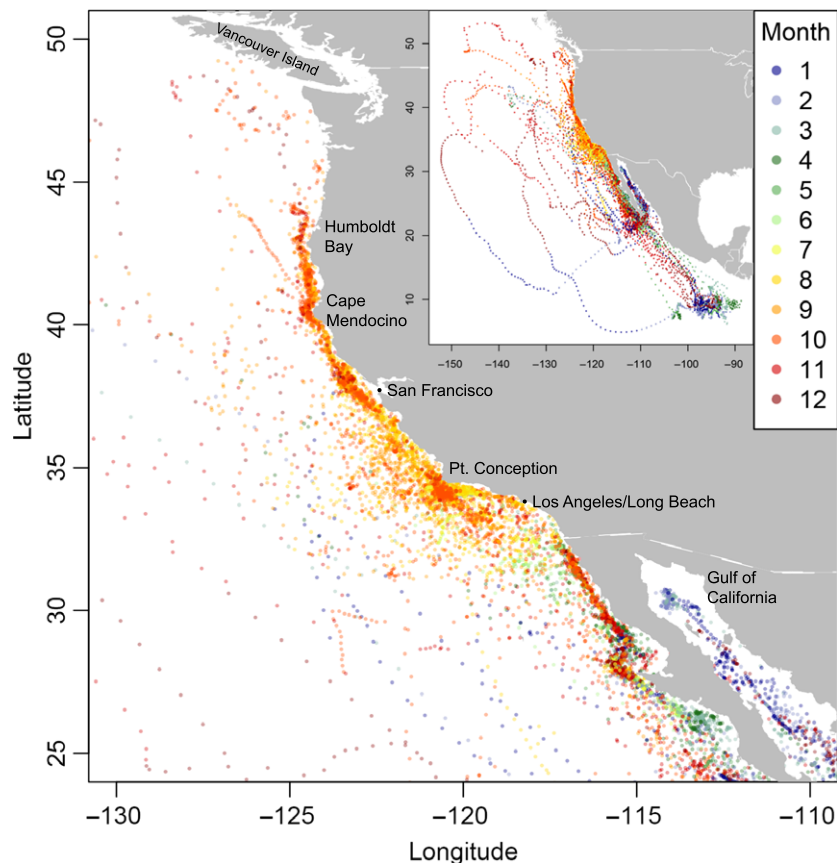 50
45
40
35
30
25
Latitude
−130
−125
−120
−115
−110
Longitude
Vancouver
Island
Humboldt
Bay
Cape
Mendocino
San Francisco
Pt. Conception
Los Angeles/Long Beach
Gulf of
California
50
40
30
20
10
−150
−140
−130
−120
−110
−100
−90
Month
1
2
3
4
5
6
7
8
9
10
11
12